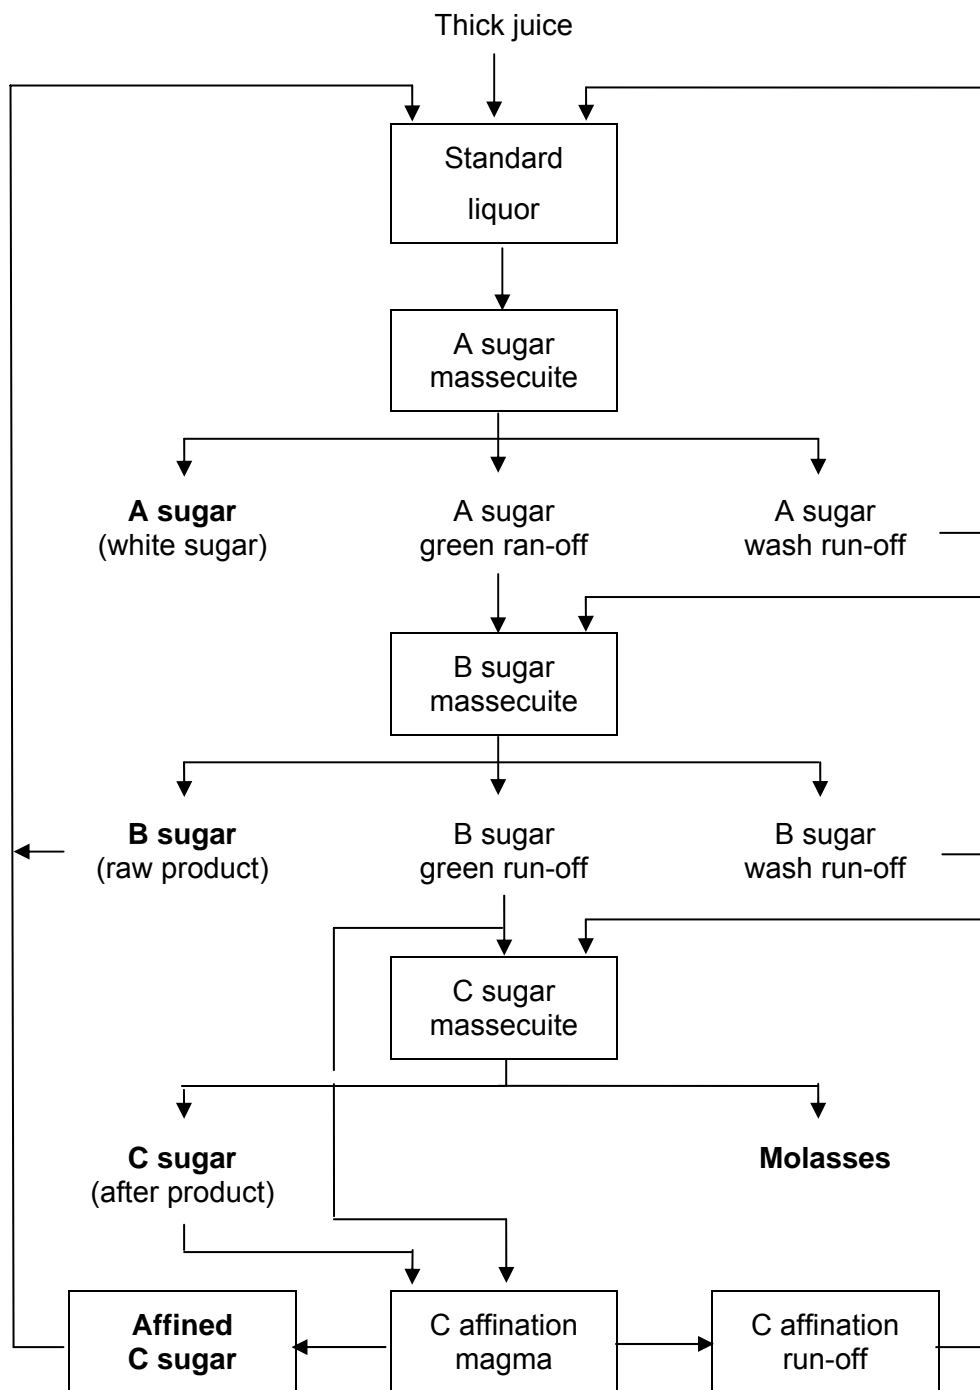 Thick juice
Standard
liquor
A sugar
massecuite
A sugar
(white sugar)
A sugar
green ran-off
A sugar
wash run-off
B sugar
massecuite
B sugar
(raw product)
B sugar
green run-off
B sugar
wash run-off
C sugar
massecuite
C sugar
(after product)
Molasses
Affined
C sugar
C affination
magma
C affination
run-off